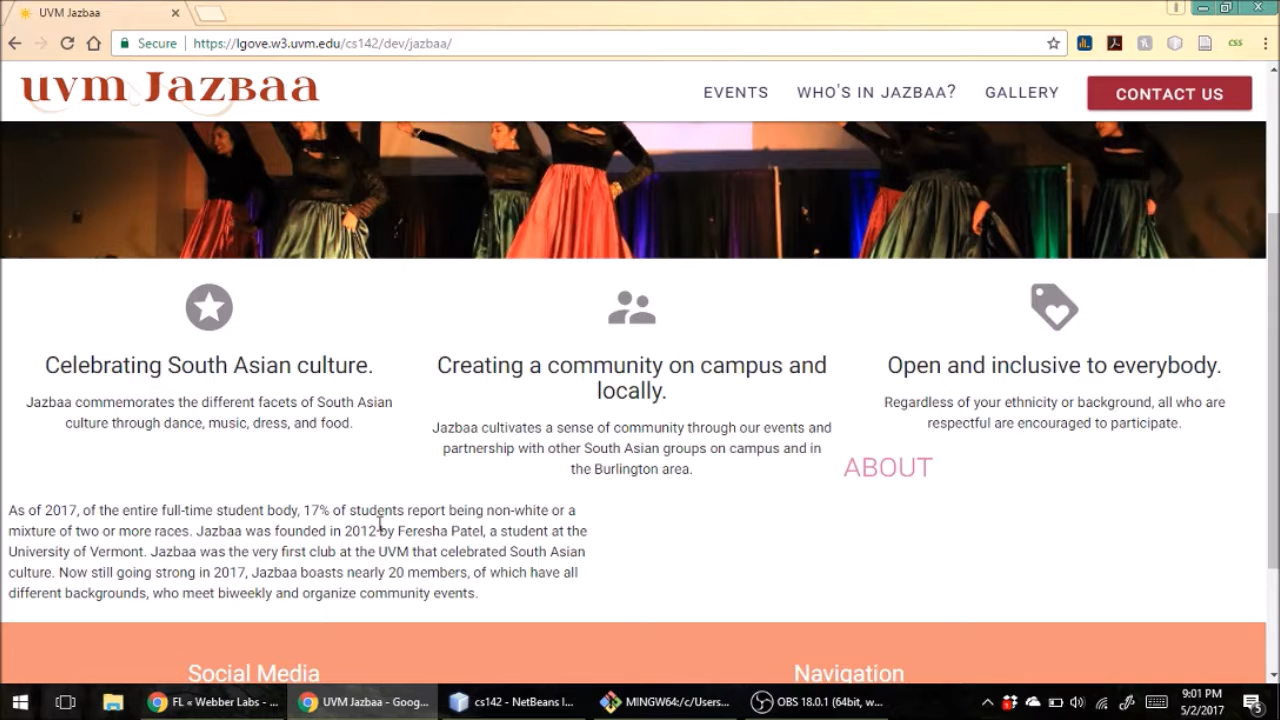 UVM Jazbaa
Secure
https://lgove.w3.uvm.edu/cs142/dev/jazbaa/
CSS
uvm Jazbaa
EVENTS
WHO'S IN JAZBAA?
GALLERY
CONTACT US
Celebrating South Asian culture.
Jazbaa commemorates the different facets of South Asian
culture through dance, music, dress, and food.
Creating a community on campus and
locally.
Jazbaa cultivates a sense of community through our events and
partnership with other South Asian groups on campus and in
the Burlington area.
Open and inclusive to everybody.
Regardless of your ethnicity or background, all who are
respectful are encouraged to participate.
ABOUT
As of 2017, of the entire full-time student body, 17% of students report being non-white or a
mixture of two or more races. Jazbaa was founded in 2012 by Feresha Patel, a student at the
University of Vermont. Jazbaa was the very first club at the UVM that celebrated South Asian
culture. Now still going strong in 2017, Jazbaa boasts nearly 20 members, of which have all
different backgrounds, who meet biweekly and organize community events.
Social Media
Navigation
FL « Webber Labs - ...
UVM Jazbaa - Goog...
cs142 - NetBeans I...
MINGW64:/c/Users...
OBS 18.0.1 (64bit, w...
9:01 PM
5/2/2017
5